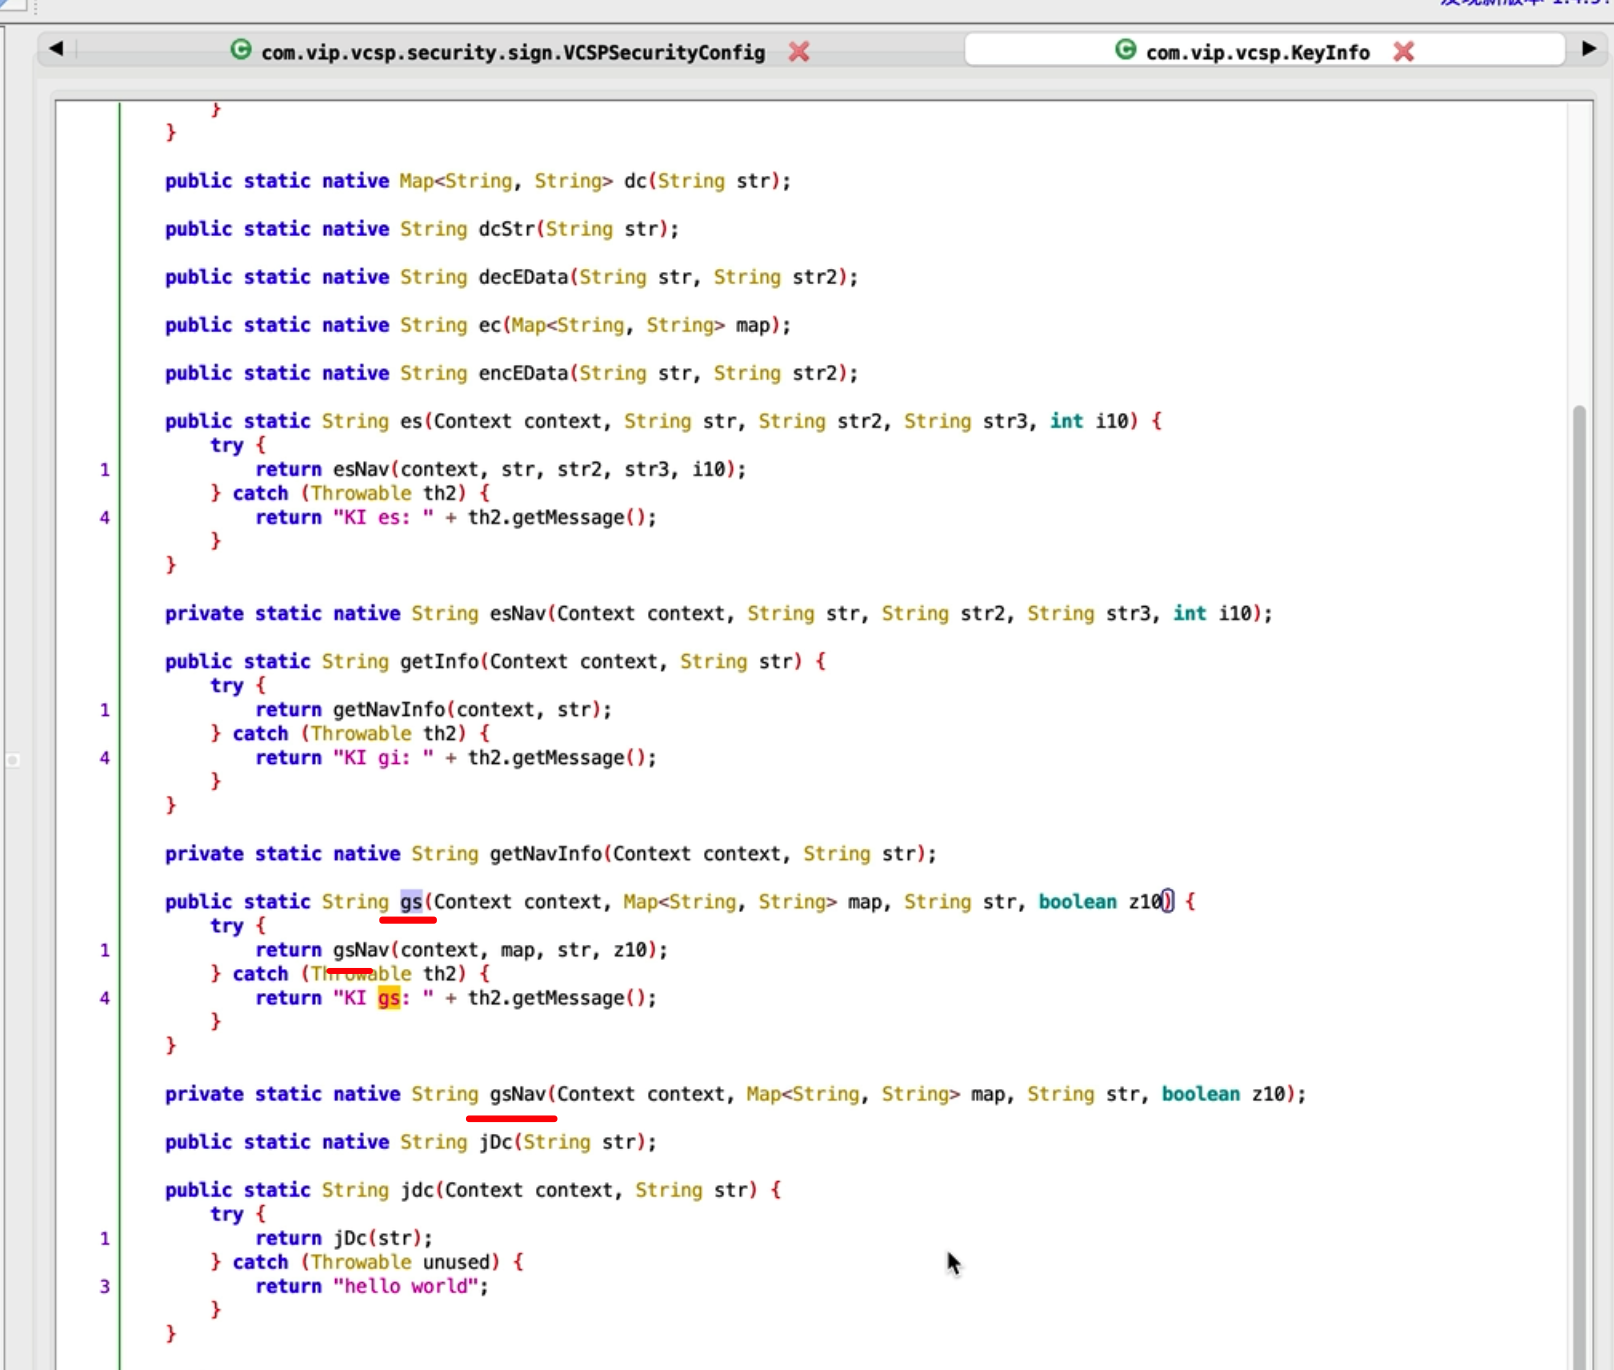 com.vip.vcsp.security.sign.VCSPSecurityConfig
com.vip.vcsp.KeyInfo
}
}
public static native Map<String, String> dc(String str);
public static native String dcStr(String str);
public static native String decEData(String str, String str2);
public static native String ec(Map<String, String> map);
public static native String encEData(String str, String str2);
public static String es(Context context, String str, String str2, String str3, int i10) {
try {
1 return esNav(context, str, str2, str3, i10);
} catch (Throwable th2) {
4 return "KI es: " + th2.getMessage();
}
}
private static native String esNav(Context context, String str, String str2, String str3, int i10);
public static String getInfo(Context context, String str) {
try {
1 return getNavInfo(context, str);
} catch (Throwable th2) {
4 return "KI gi: " + th2.getMessage();
}
}
private static native String getNavInfo(Context context, String str);
public static String gs(Context context, Map<String, String> map, String str, boolean z10) {
try {
1 return gsNav(context, map, str, z10);
} catch (Throwable th2) {
4 return "KI gs: " + th2.getMessage();
}
}
private static native String gsNav(Context context, Map<String, String> map, String str, boolean z10);
public static native String jDc(String str);
public static String jdc(Context context, String str) {
try {
1 return jDc(str);
} catch (Throwable unused) {
3 return "hello world";
}
}